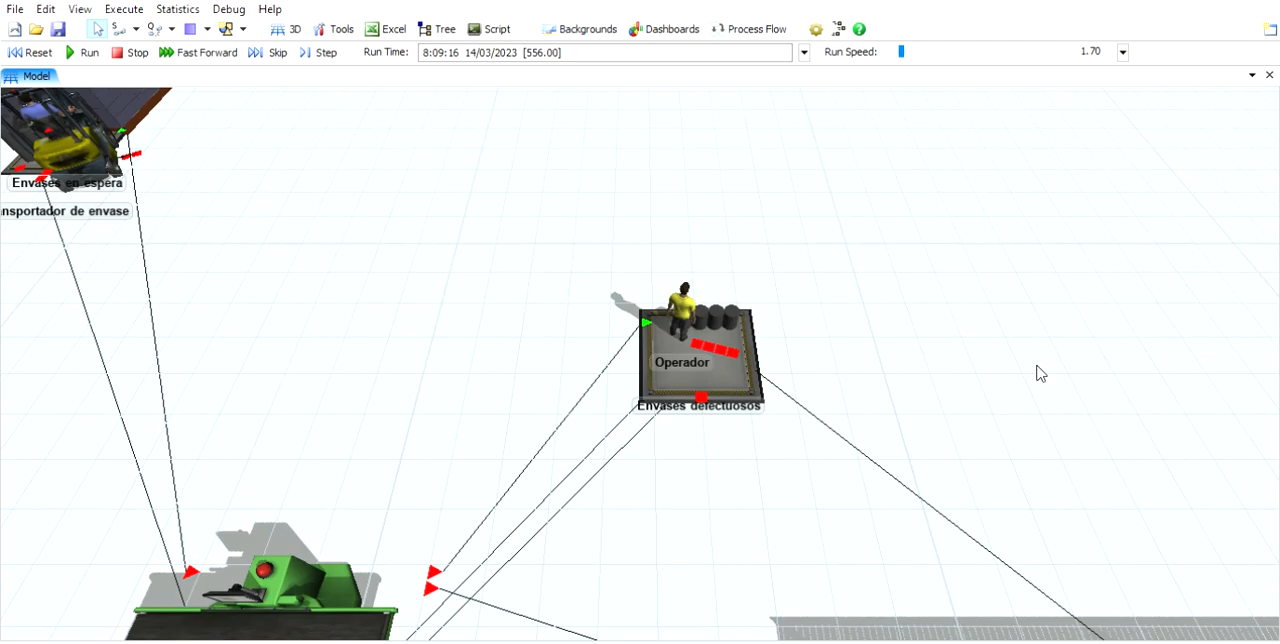 File Edit View Execute Statistics Debug Help
3D Tools Excel Tree Script Backgrounds Dashboards Process Flow
Reset Run Stop Fast Forward Skip Step Run Time: 8:09:16 14/03/2023 [556.00] Run Speed: 1.70
Model
Envases en espera
nsportador de envase
Operador
Envases defectuosos